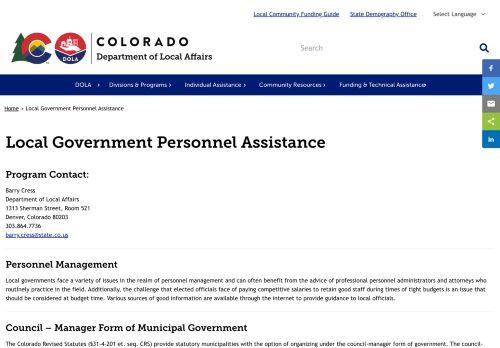 Local Community Funding Guide State Demography Office Select Language
COLORADO
Department of Local Affairs
DOLA
Search
DOLA Divisions & Programs Individual Assistance Community Resources Funding & Technical Assistance
Home » Local Government Personnel Assistance
Local Government Personnel Assistance
Program Contact:
Barry Cress
Department of Local Affairs
1313 Sherman Street, Room 521
Denver, Colorado 80203
303.864.7736
barry.cress@state.co.us
Personnel Management
Local governments face a variety of issues in the realm of personnel management and can often benefit from the advice of professional personnel administrators and attorneys who
routinely practice in the field. Additionally, the challenge that elected officials face of paying competitive salaries to retain good staff during times of tight budgets is an issue that
should be considered at budget time. Various sources of good information are available through the internet to provide guidance to local officials.
Council – Manager Form of Municipal Government
The Colorado Revised Statutes (§31-4-201 et. seq. CRS) provide statutory municipalities with the option of organizing under the council-manager form of government. The council-